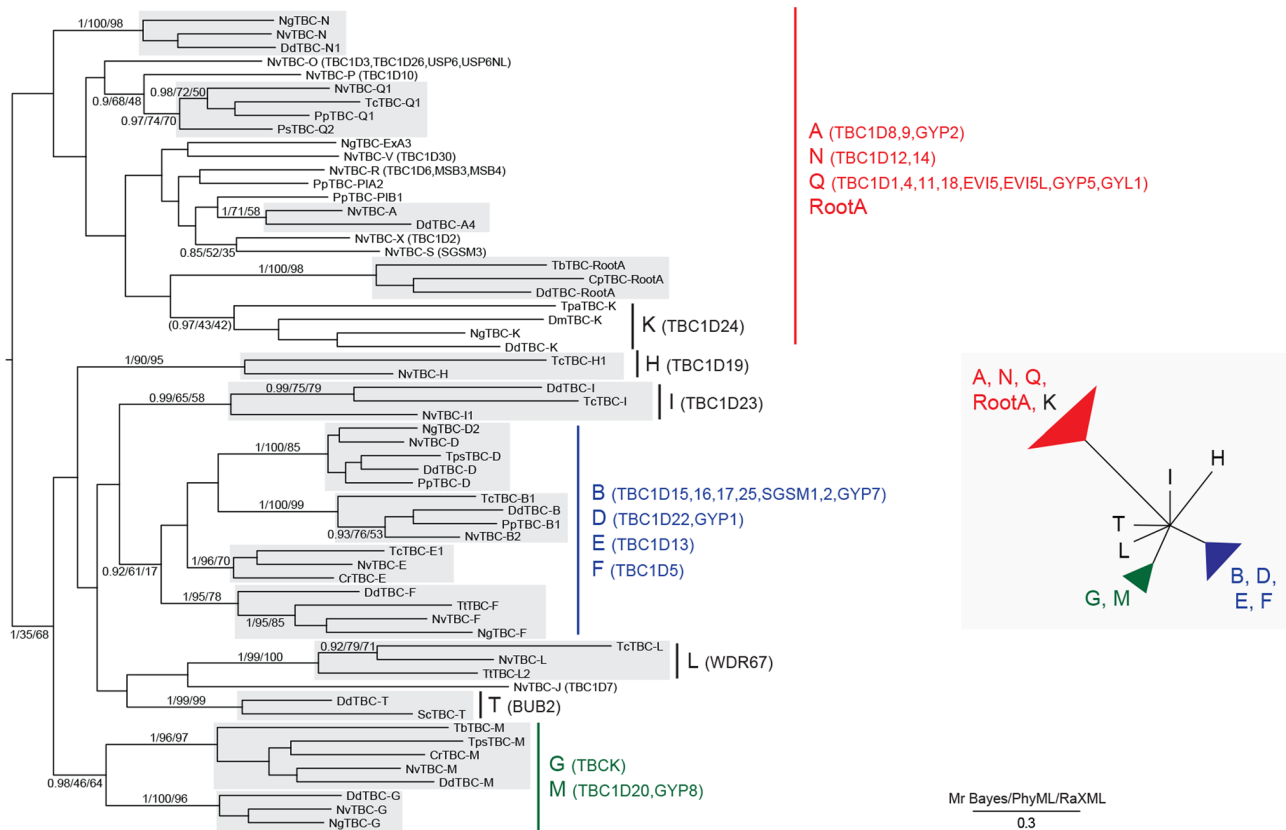 1/100/98
NgTBC-N
NvTBC-N
DdTBC-N1
NvTBC-O (TBC1D3,TBC1D26,USP6,USP6NL)
NvTBC-P (TBC1D10)
0.9/68/48
0.98/72/50
NvTBC-Q1
TcTBC-Q1
PpTBC-Q1
0.97/74/70
PsTBC-Q2
NgTBC-ExA3
NvTBC-V (TBC1D30)
NvTBC-R (TBC1D6,MSB3,MSB4)
PpTBC-PIA2
PpTBC-PIB1
1/71/58
NvTBC-A
DdTBC-A4
NvTBC-X (TBC1D2)
0.85/52/35
NvTBC-S (SGSM3)
1/100/98
TbTBC-RootA
CpTBC-RootA
DdTBC-RootA
TpaTBC-K
(0.97/43/42)
DmTBC-K
NgTBC-K
DdTBC-K
K (TBC1D24)
A (TBC1D8,9,GYP2)
N (TBC1D12,14)
Q (TBC1D1,4,11,18,EVI5,EVI5L,GYP5,GYL1)
RootA
1/90/95
TcTBC-H1
NvTBC-H
H (TBC1D19)
0.99/65/58
0.99/75/79
DdTBC-I
TcTBC-I
NvTBC-I1
I (TBC1D23)
1/100/85
NgTBC-D2
NvTBC-D
TpsTBC-D
DdTBC-D
PpTBC-D
1/100/99
TcTBC-B1
DdTBC-B
PpTBC-B1
0.93/76/53
NvTBC-B2
TcTBC-E1
1/96/70
NvTBC-E
CrTBC-E
0.92/61/17
1/95/78
DdTBC-F
TtTBC-F
NvTBC-F
1/95/85
NgTBC-F
B (TBC1D15,16,17,25,SGSM1,2,GYP7)
D (TBC1D22,GYP1)
E (TBC1D13)
F (TBC1D5)
1/35/68
0.92/79/71
TcTBC-L
1/99/100
NvTBC-L
TtTBC-L2
L (WDR67)
NvTBC-J (TBC1D7)
1/99/99
DdTBC-T
ScTBC-T
T (BUB2)
TbTBC-M
1/96/97
TpsTBC-M
CrTBC-M
NvTBC-M
DdTBC-M
0.98/46/64
1/100/96
DdTBC-G
NvTBC-G
NgTBC-G
G (TBCK)
M (TBC1D20,GYP8)
A, N, Q,
RootA, K
H
I
T
L
G, M
B, D,
E, F
Mr Bayes/PhyML/RaXML
0.3